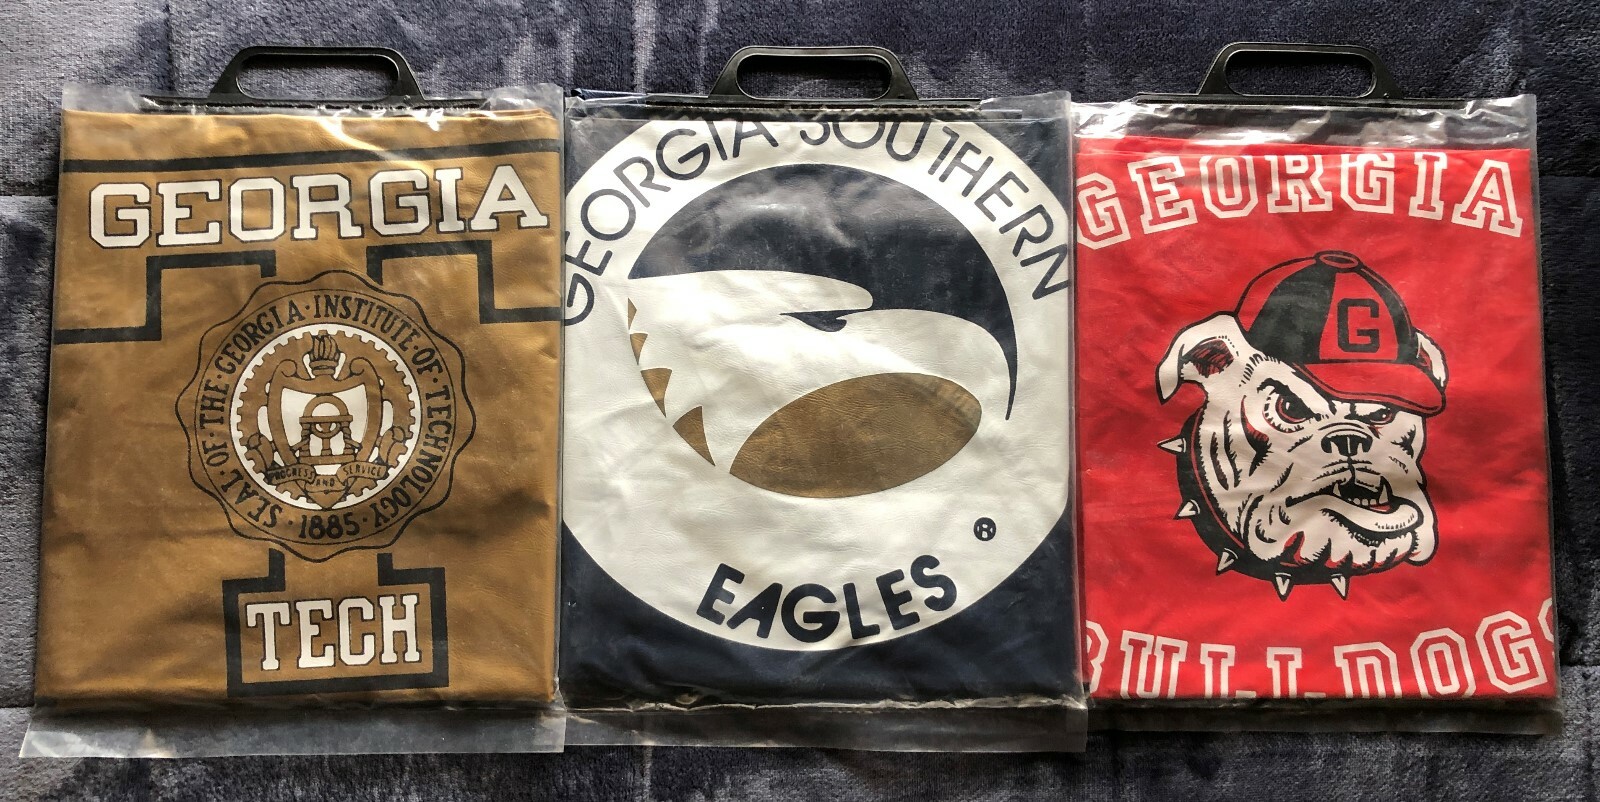 GEORGIA
SEAL · OF · THE · GEORGIA · INSTITUTE · OF · TECHNOLOGY ·
PROGRESS AND SERVICE
· 1885 ·
TECH
GEORGIA SOUTHERN
EAGLES
®
GEORGIA
G
BULLDOGS